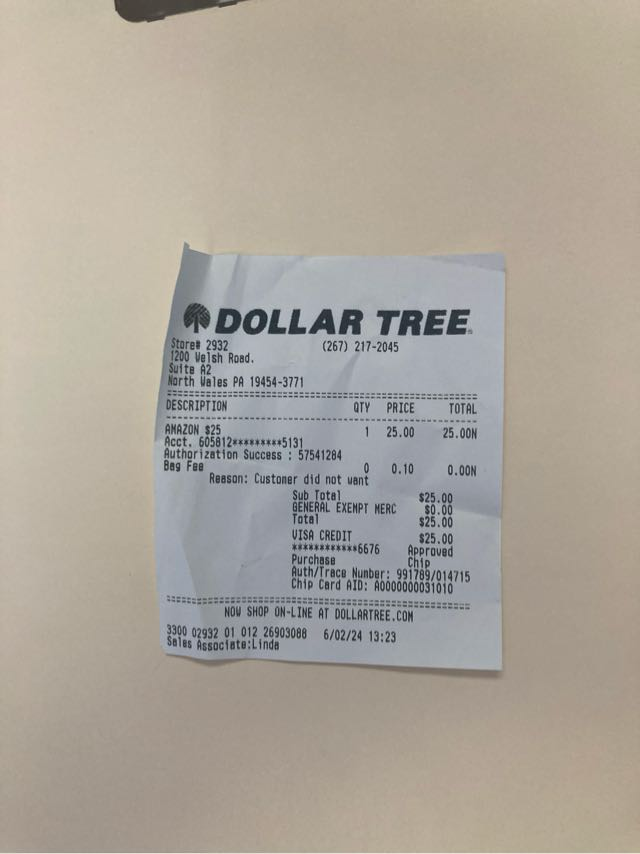 DOLLAR TREE
Store# 2932 (267) 217-2045
1200 Welsh Road.
Suite A2
North Wales PA 19454-3771
DESCRIPTION QTY PRICE TOTAL
AMAZON $25 1 25.00 25.00N
Acct. 605812*********5131
Authorization Success : 57541284
Bag Fee 0 0.10 0.00N
Reason: Customer did not want
Sub Total $25.00
GENERAL EXEMPT MERC $0.00
Total $25.00
VISA CREDIT $25.00
************6676 Approved
Purchase Chip
Auth/Trace Number: 991789/014715
Chip Card AID: A0000000031010
NOW SHOP ON-LINE AT DOLLARTREE.COM
3300 02932 01 012 26903088 6/02/24 13:23
Sales Associate:Linda